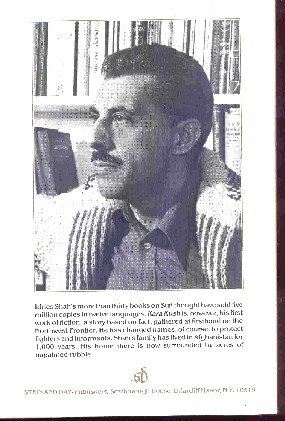 Idries Shah's more than thirty books on Sufi thought have sold five
million copies in twelve languages. Kara Kush is, however, his first
work of fiction, a story based on fact, gathered at firsthand on the
Northwest Frontier. He has changed names, of course, to protect
fighters and informants. Shah's family has lived in Afghanistan for
1,000 years. His home there is now surrounded by acres of
napalmed rubble.
STEIN AND DAY/Publishers, Scarborough House, Briarcliff Manor, N.Y. 10510